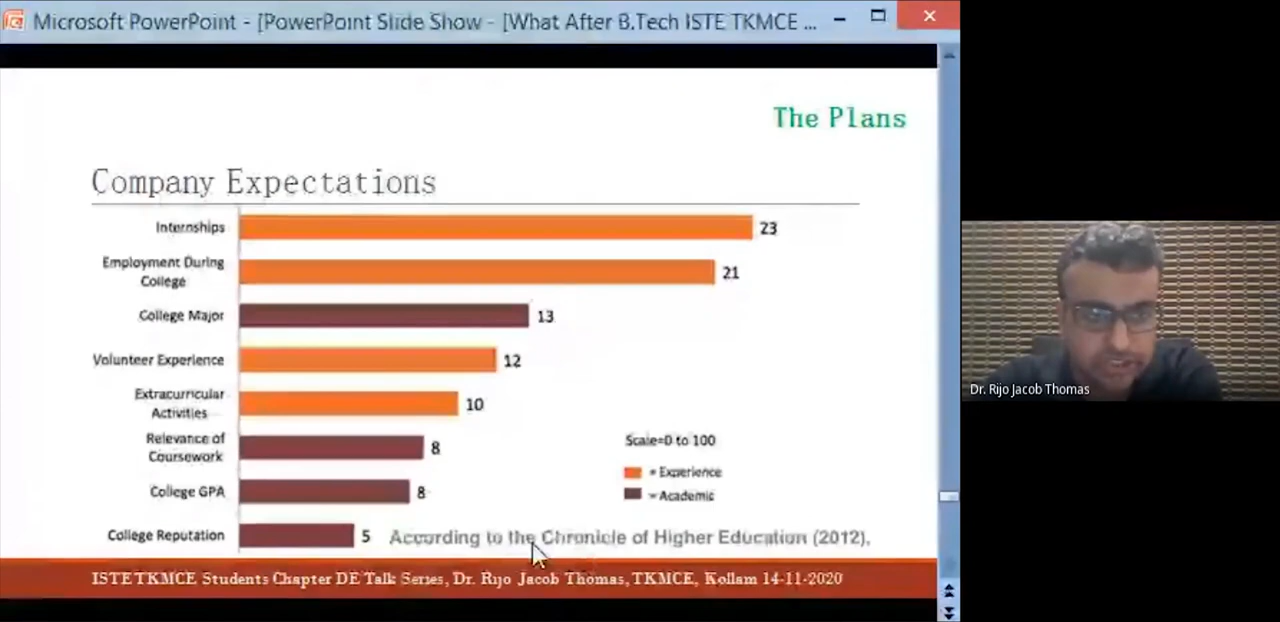 Microsoft PowerPoint - [PowerPoint Slide Show - [What After B.Tech ISTE TKMCE ...
The Plans
Company Expectations
Internships 23
Employment During
College 21
College Major 13
Volunteer Experience 12
Extracurricular
Activities 10
Relevance of
Coursework 8
College GPA 8
College Reputation 5
Scale=0 to 100
= Experience
= Academic
According to the Chronicle of Higher Education (2012),
ISTE TKMCE Students Chapter DE Talk Series, Dr. Rijo Jacob Thomas, TKMCE, Kollam 14-11-2020
Dr. Rijo Jacob Thomas